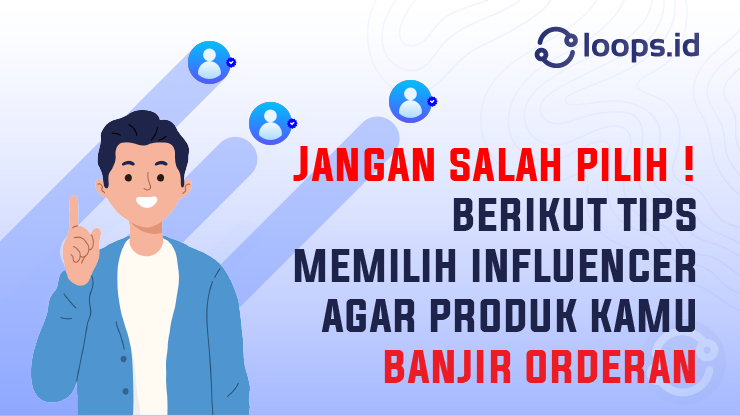 loops.id
JANGAN SALAH PILIH !
BERIKUT TIPS
MEMILIH INFLUENCER
AGAR PRODUK KAMU
BANJIR ORDERAN